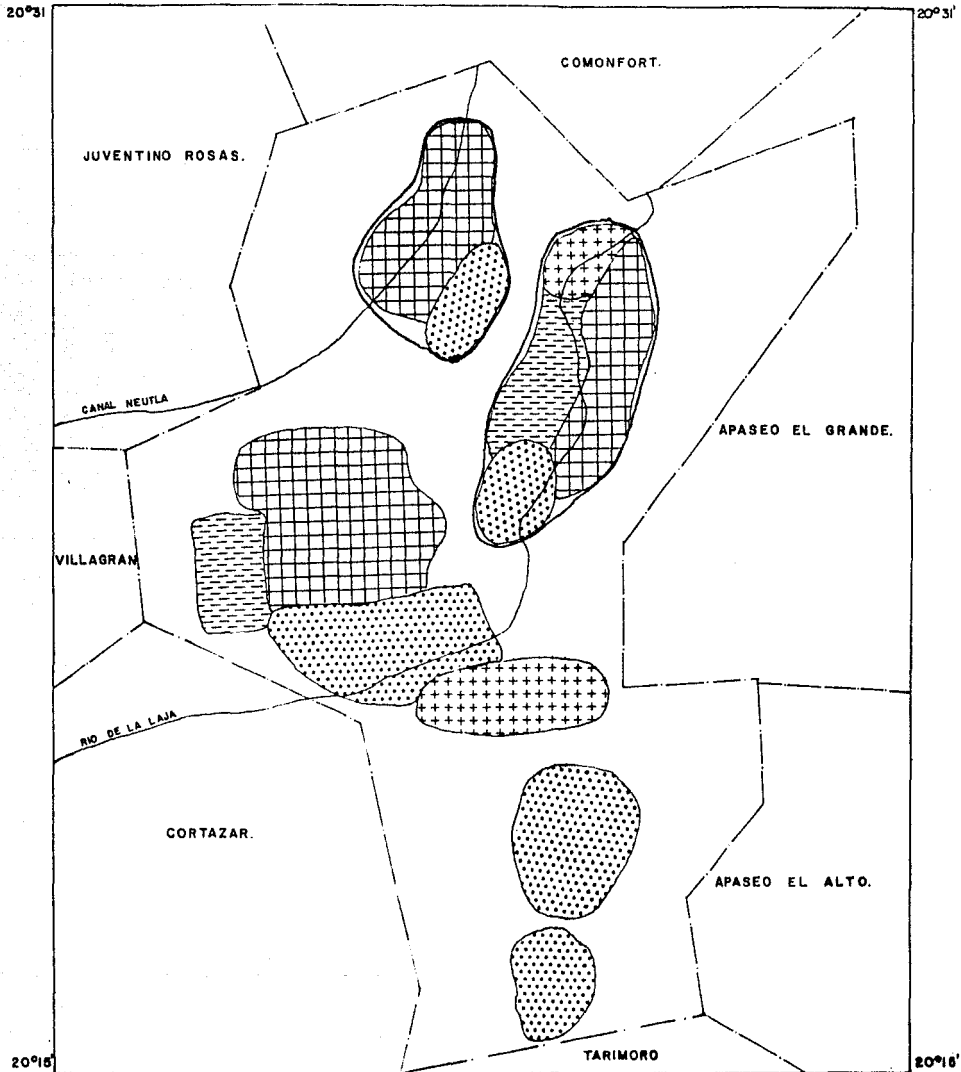 20°31'
20°31'
COMONFORT.
JUVENTINO ROSAS.
CANAL NEUTLA
APASEO EL GRANDE.
VILLAGRAN
RIO DE LA LAJA
CORTAZAR.
APASEO EL ALTO.
TARIMORO
20°15'
20°15'